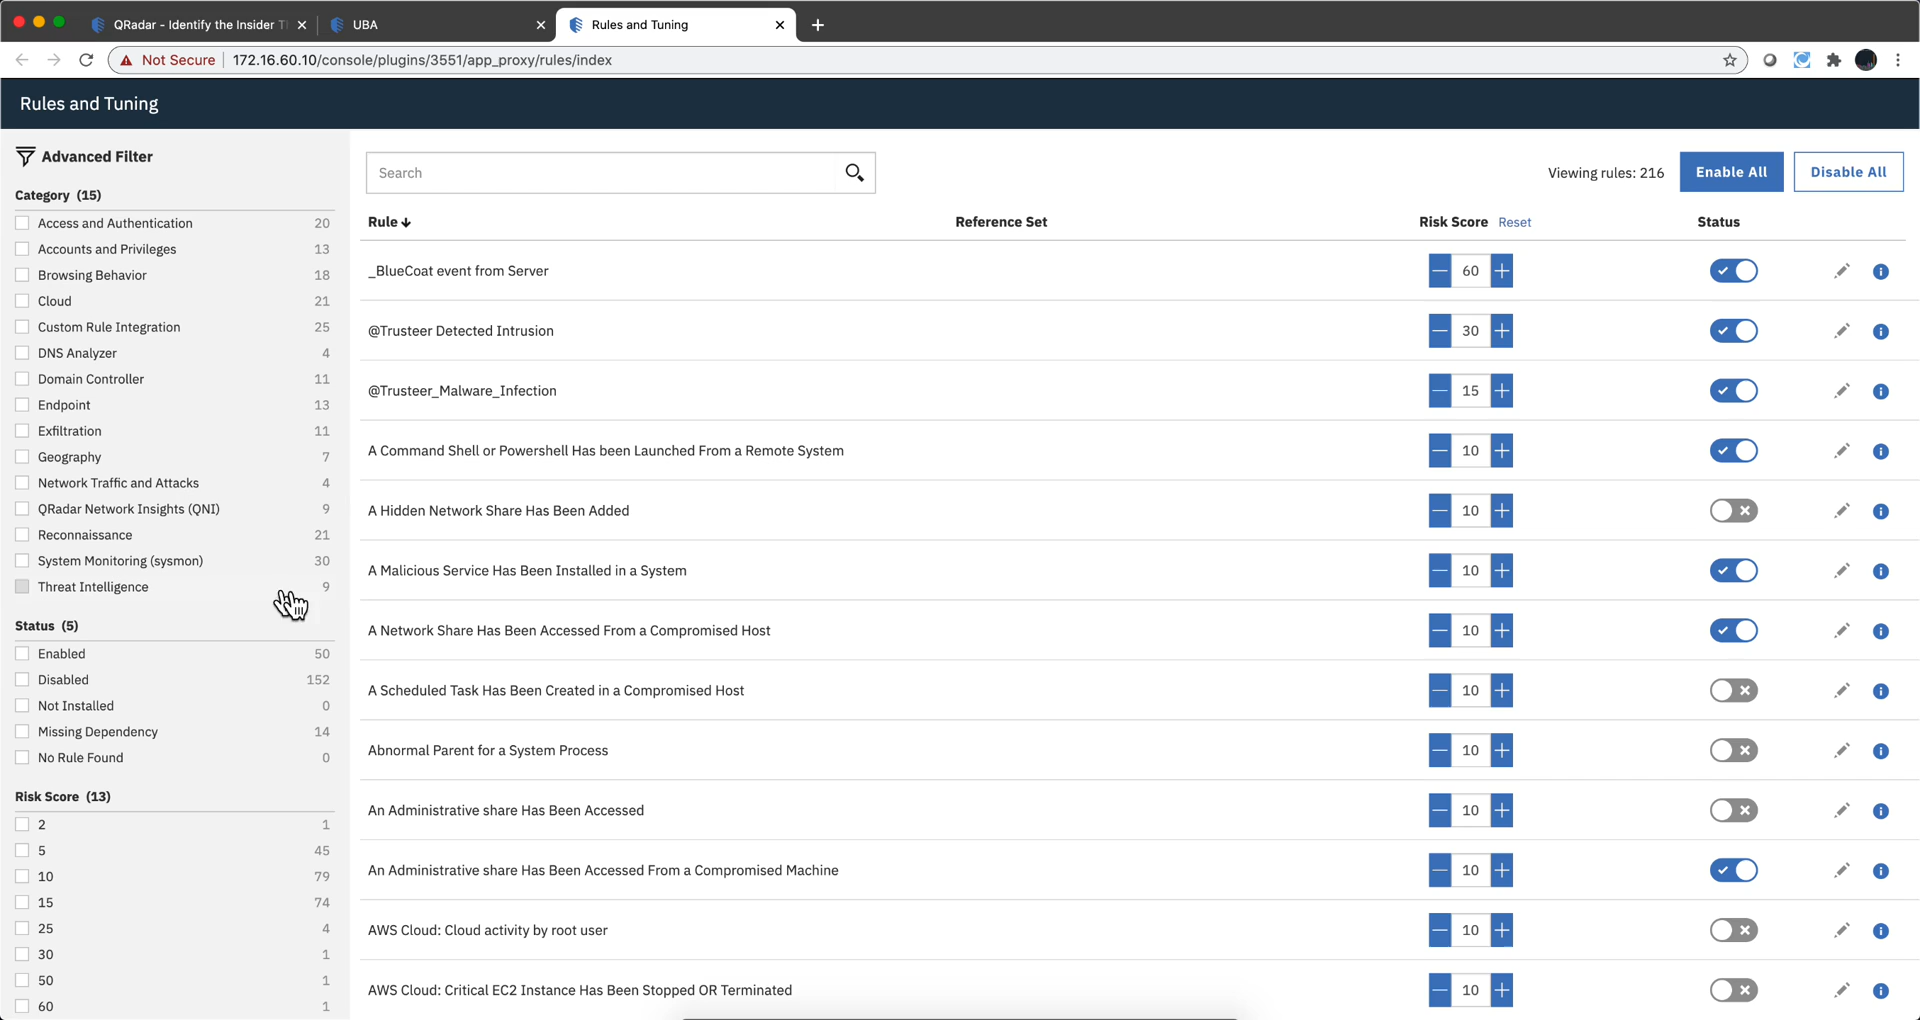 QRadar - Identify the Insider T
UBA
Rules and Tuning
Not Secure
172.16.60.10/console/plugins/3551/app_proxy/rules/index
Rules and Tuning
Advanced Filter
Category (15)
Access and Authentication 20
Accounts and Privileges 13
Browsing Behavior 18
Cloud 21
Custom Rule Integration 25
DNS Analyzer 4
Domain Controller 11
Endpoint 13
Exfiltration 11
Geography 7
Network Traffic and Attacks 4
QRadar Network Insights (QNI) 9
Reconnaissance 21
System Monitoring (sysmon) 30
Threat Intelligence 9
Status (5)
Enabled 50
Disabled 152
Not Installed 0
Missing Dependency 14
No Rule Found 0
Risk Score (13)
2 1
5 45
10 79
15 74
25 4
30 1
50 1
60 1
Search
Viewing rules: 216 Enable All Disable All
Rule Reference Set Risk Score Reset Status
_BlueCoat event from Server 60
@Trusteer Detected Intrusion 30
@Trusteer_Malware_Infection 15
A Command Shell or Powershell Has been Launched From a Remote System 10
A Hidden Network Share Has Been Added 10
A Malicious Service Has Been Installed in a System 10
A Network Share Has Been Accessed From a Compromised Host 10
A Scheduled Task Has Been Created in a Compromised Host 10
Abnormal Parent for a System Process 10
An Administrative share Has Been Accessed 10
An Administrative share Has Been Accessed From a Compromised Machine 10
AWS Cloud: Cloud activity by root user 10
AWS Cloud: Critical EC2 Instance Has Been Stopped OR Terminated 10